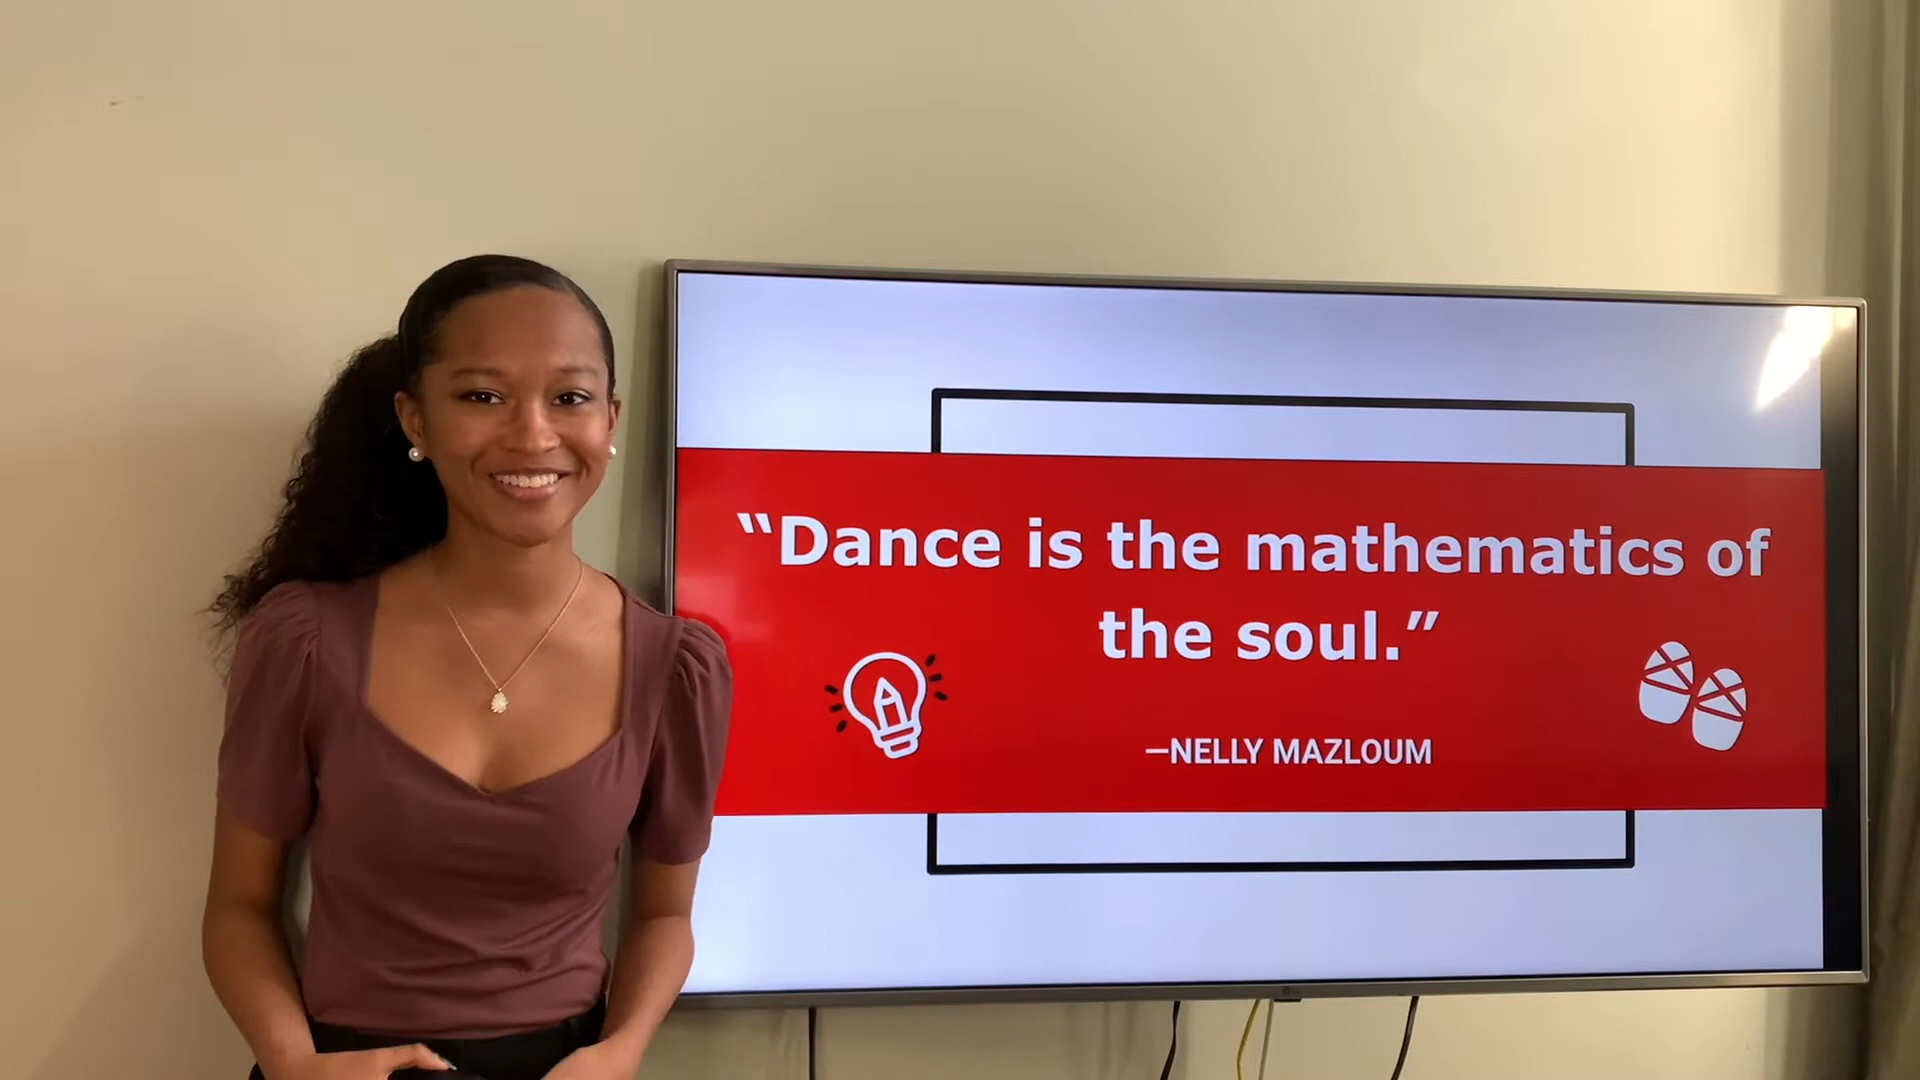 “Dance is the mathematics of
the soul.”
—NELLY MAZLOUM